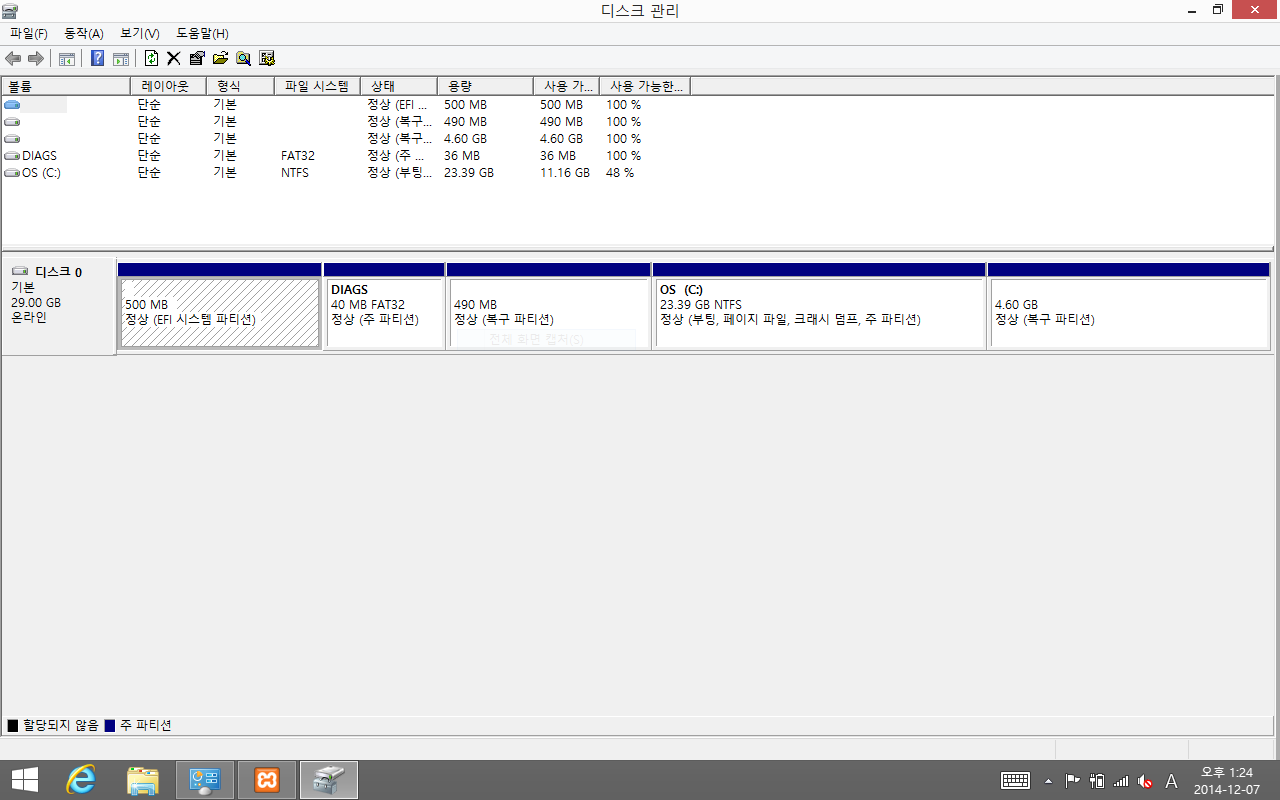 디스크 관리
파일(F) 동작(A) 보기(V) 도움말(H)
볼륨 레이아웃 형식 파일 시스템 상태 용량 사용 가... 사용 가능한...
단순 기본 정상 (EFI ... 500 MB 500 MB 100 %
단순 기본 정상 (복구... 490 MB 490 MB 100 %
단순 기본 정상 (복구... 4.60 GB 4.60 GB 100 %
DIAGS 단순 기본 FAT32 정상 (주 ... 36 MB 36 MB 100 %
OS (C:) 단순 기본 NTFS 정상 (부팅... 23.39 GB 11.16 GB 48 %
디스크 0
기본
29.00 GB
온라인
500 MB
정상 (EFI 시스템 파티션)
DIAGS
40 MB FAT32
정상 (주 파티션)
490 MB
정상 (복구 파티션)
전체 화면 캡처(S)
OS (C:)
23.39 GB NTFS
정상 (부팅, 페이지 파일, 크래시 덤프, 주 파티션)
4.60 GB
정상 (복구 파티션)
할당되지 않음 주 파티션
A
오후 1:24
2014-12-07